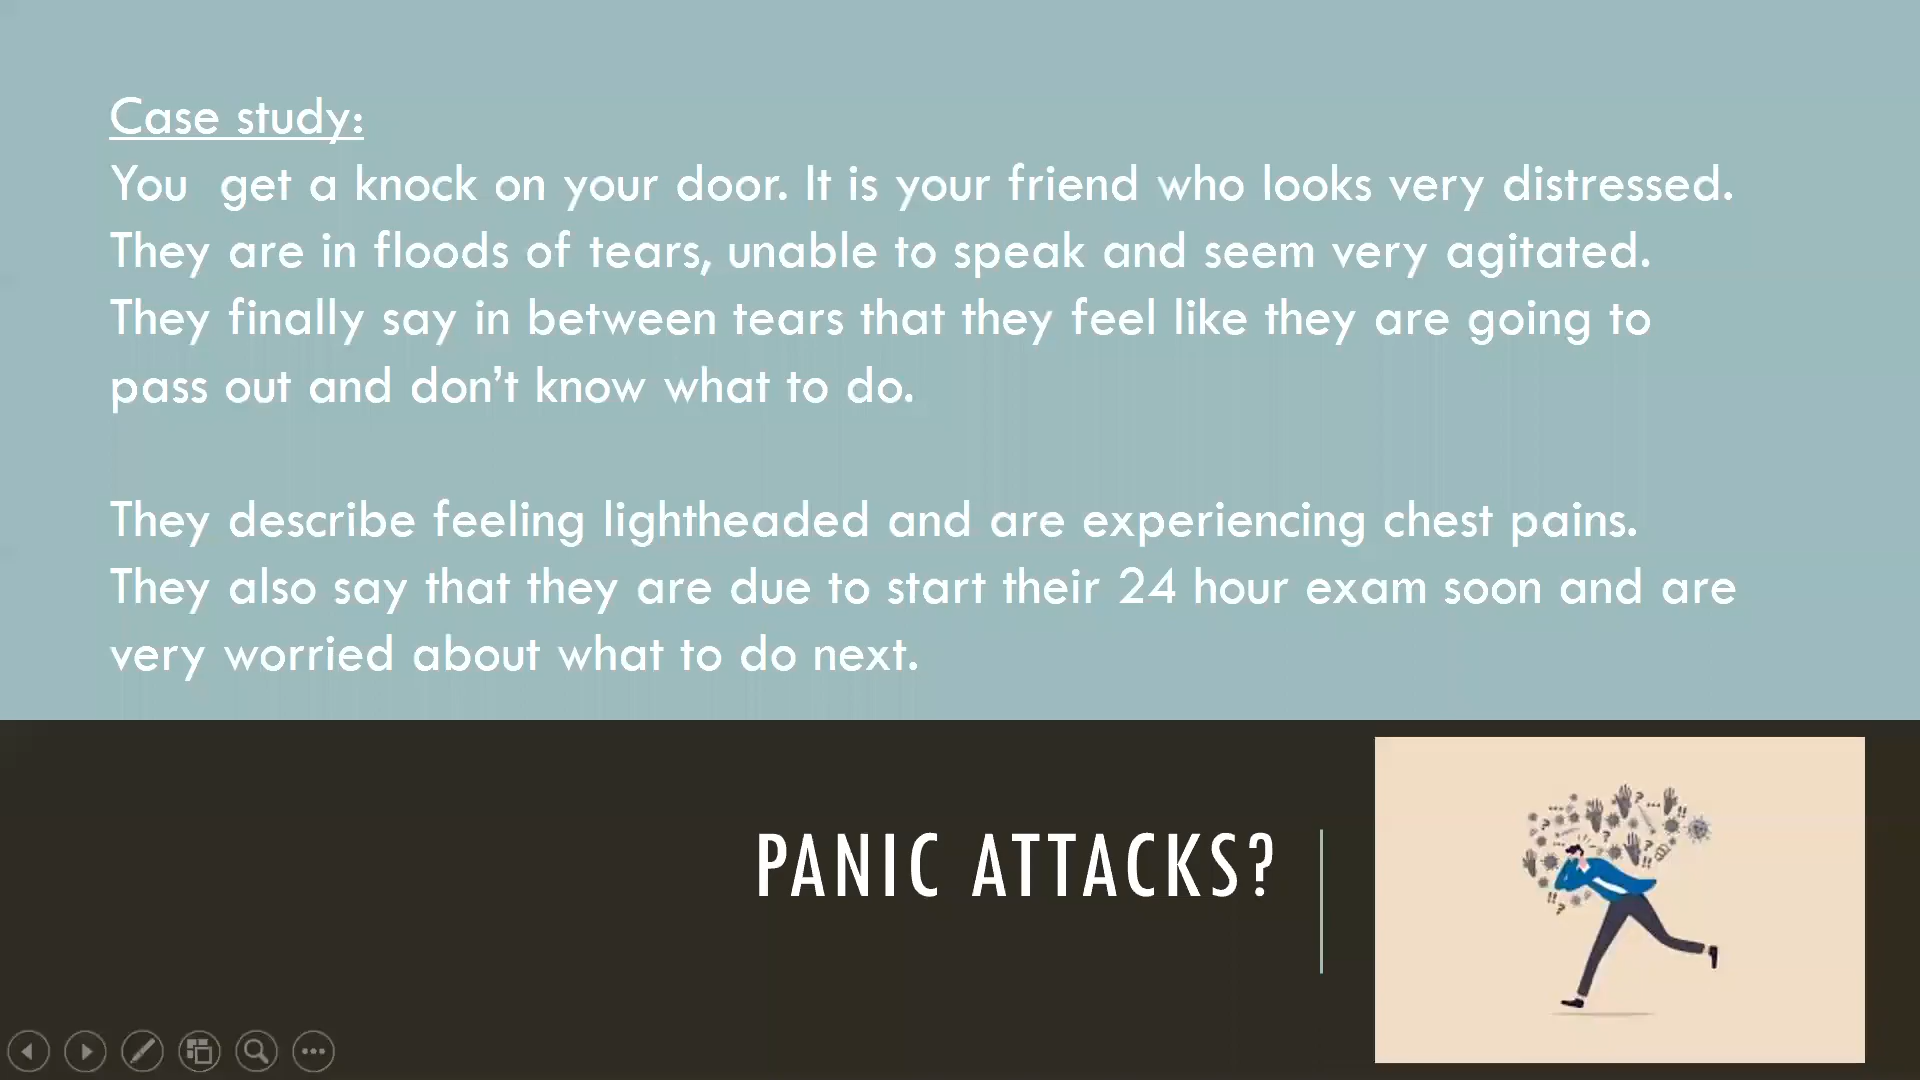 Case study:
You  get a knock on your door. It is your friend who looks very distressed.
They are in floods of tears, unable to speak and seem very agitated.
They finally say in between tears that they feel like they are going to
pass out and don’t know what to do.
They describe feeling lightheaded and are experiencing chest pains.
They also say that they are due to start their 24 hour exam soon and are
very worried about what to do next.
PANIC ATTACKS?